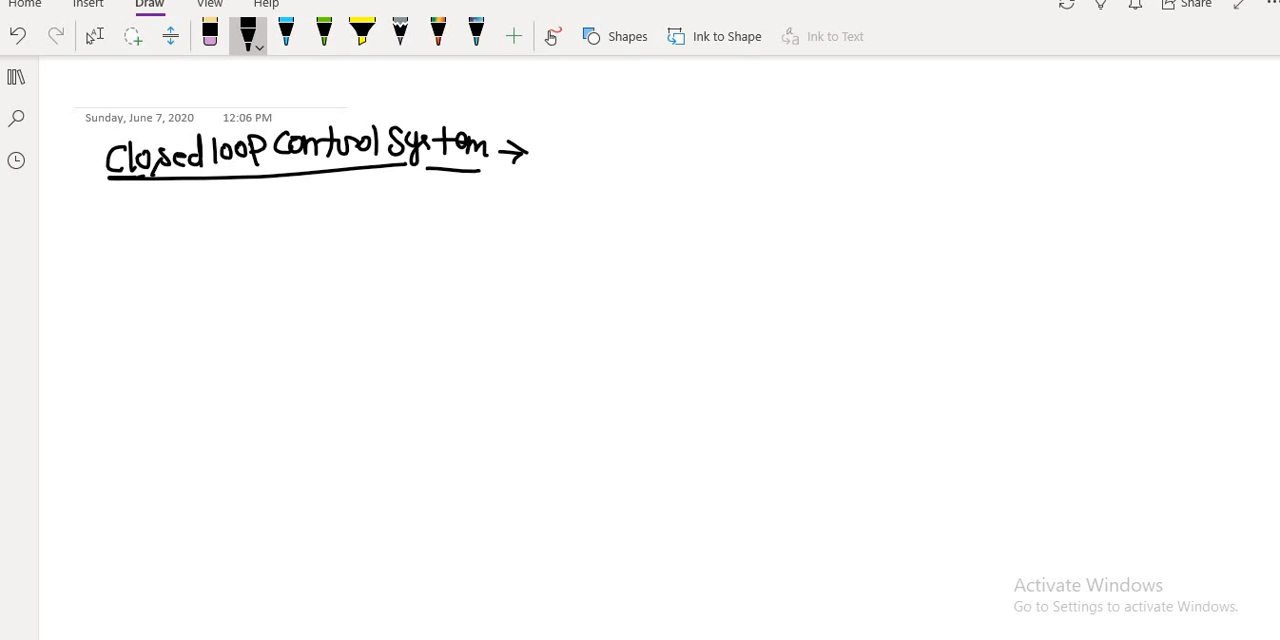 Home Insert Draw View Help Share
Shapes Ink to Shape Ink to Text
Sunday, June 7, 2020 12:06 PM
Closed loop Control System →
Activate Windows
Go to Settings to activate Windows.